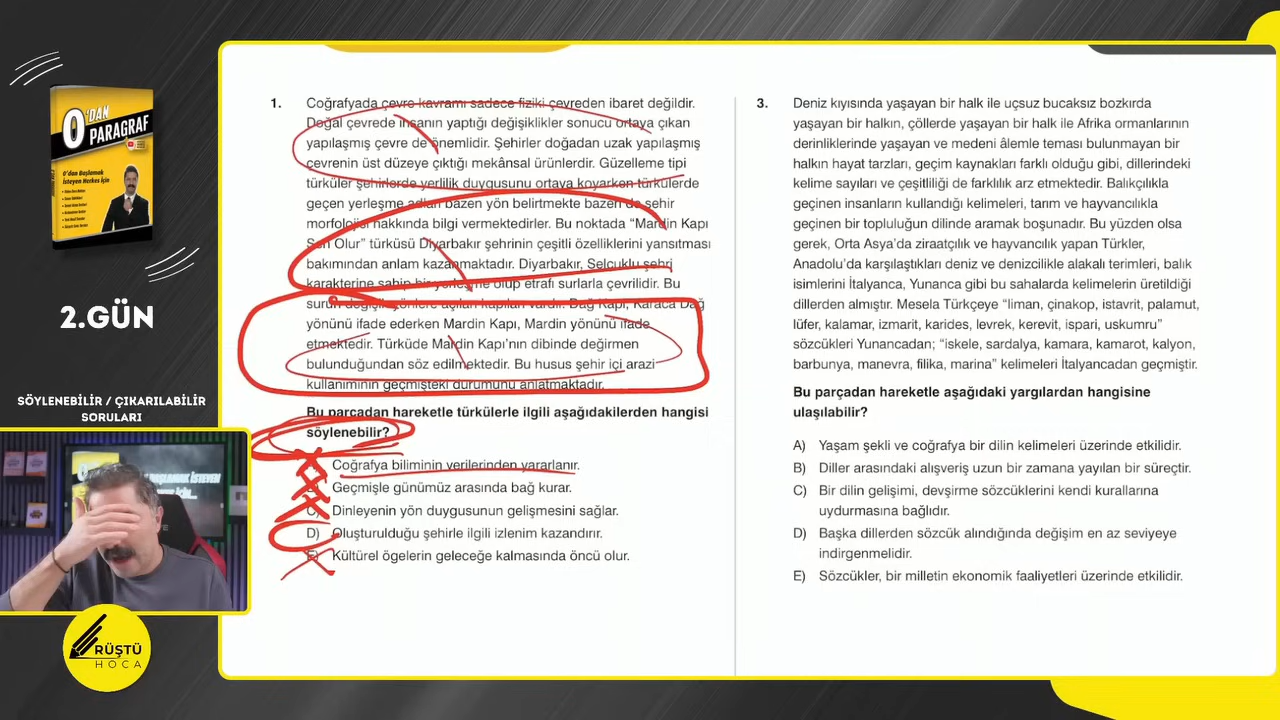 0'DAN
PARAGRAF
0'dan Başlamak
İsteyen Herkes İçin
2.GÜN
SÖYLENEBİLİR / ÇIKARILABİLİR
SORULARI
RÜŞTÜ
HOCA
1. Coğrafyada çevre kavramı sadece fiziki çevreden ibaret değildir.
Doğal çevrede insanın yaptığı değişiklikler sonucu ortaya çıkan
yapılaşmış çevre de önemlidir. Şehirler doğadan uzak yapılaşmış
çevrenin üst düzeye çıktığı mekânsal ürünlerdir. Güzelleme tipi
türküler şehirlerde yerlilik duygusunu ortaya koyarken türkülerde
geçen yerleşme adları bazen yön belirtmekte bazen de şehir
morfolojisi hakkında bilgi vermektedirler. Bu noktada “Mardin Kapı
Şen Olur” türküsü Diyarbakır şehrinin çeşitli özelliklerini yansıtması
bakımından anlam kazanmaktadır. Diyarbakır, Selçuklu şehri
karakterine sahip bir yerleşme olup etrafı surlarla çevrilidir. Bu
surun değişik yönlere açılan kapıları vardır. Dağ Kapı, Karaca Dağ
yönünü ifade ederken Mardin Kapı, Mardin yönünü ifade
etmektedir. Türküde Mardin Kapı’nın dibinde değirmen
bulunduğundan söz edilmektedir. Bu husus şehir içi arazi
kullanımının geçmişteki durumunu anlatmaktadır.
Bu parçadan hareketle türkülerle ilgili aşağıdakilerden hangisi
söylenebilir?
Coğrafya biliminin verilerinden yararlanır.
Geçmişle günümüz arasında bağ kurar.
C) Dinleyenin yön duygusunun gelişmesini sağlar.
D) Oluşturulduğu şehirle ilgili izlenim kazandırır.
E) Kültürel ögelerin geleceğe kalmasında öncü olur.
3. Deniz kıyısında yaşayan bir halk ile uçsuz bucaksız bozkırda
yaşayan bir halkın, çöllerde yaşayan bir halk ile Afrika ormanlarının
derinliklerinde yaşayan ve medeni âlemle teması bulunmayan bir
halkın hayat tarzları, geçim kaynakları farklı olduğu gibi, dillerindeki
kelime sayıları ve çeşitliliği de farklılık arz etmektedir. Balıkçılıkla
geçinen insanların kullandığı kelimeleri, tarım ve hayvancılıkla
geçinen bir topluluğun dilinde aramak boşunadır. Bu yüzden olsa
gerek, Orta Asya’da ziraatçılık ve hayvancılık yapan Türkler,
Anadolu’da karşılaştıkları deniz ve denizcilikle alakalı terimleri, balık
isimlerini İtalyanca, Yunanca gibi bu sahalarda kelimelerin üretildiği
dillerden almıştır. Mesela Türkçeye “liman, çinakop, istavrit, palamut,
lüfer, kalamar, izmarit, karides, levrek, kerevit, ispari, uskumru”
sözcükleri Yunancadan; “iskele, sardalya, kamara, kamarot, kalyon,
barbunya, manevra, filika, marina” kelimeleri İtalyancadan geçmiştir.
Bu parçadan hareketle aşağıdaki yargılardan hangisine
ulaşılabilir?
A) Yaşam şekli ve coğrafya bir dilin kelimeleri üzerinde etkilidir.
B) Diller arasındaki alışveriş uzun bir zamana yayılan bir süreçtir.
C) Bir dilin gelişimi, devşirme sözcüklerini kendi kurallarına
uydurmasına bağlıdır.
D) Başka dillerden sözcük alındığında değişim en az seviyeye
indirgenmelidir.
E) Sözcükler, bir milletin ekonomik faaliyetleri üzerinde etkilidir.